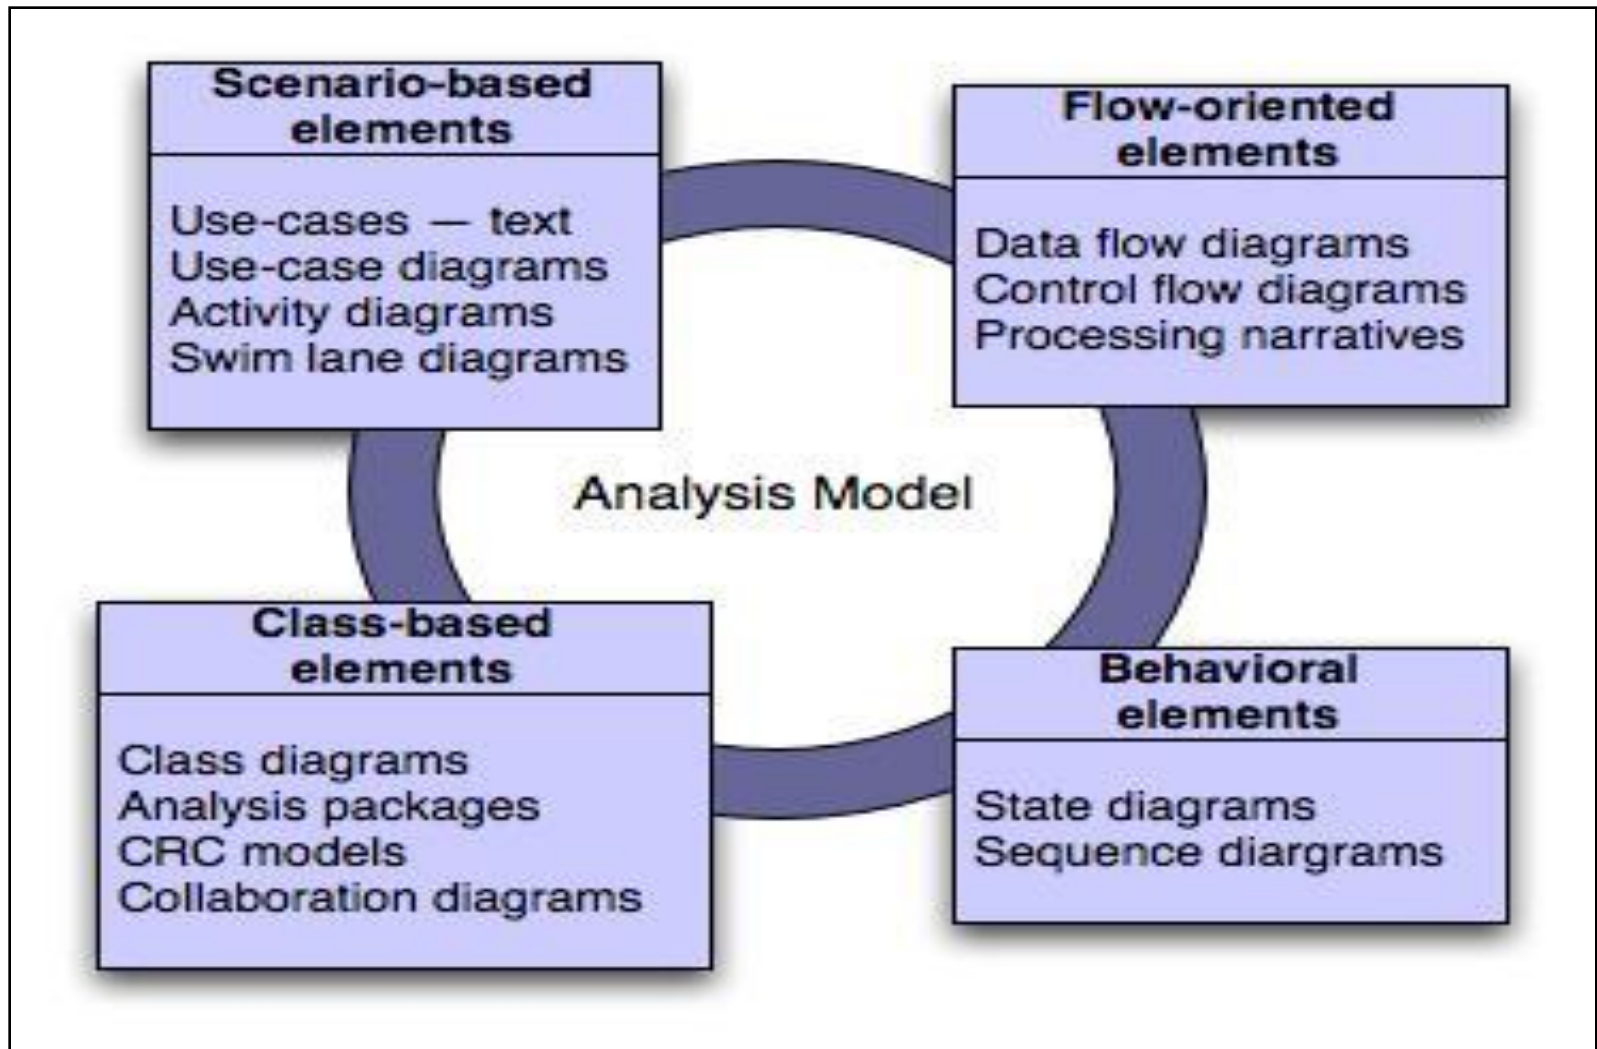 Scenario-based
elements
Use-cases — text
Use-case diagrams
Activity diagrams
Swim lane diagrams
Flow-oriented
elements
Data flow diagrams
Control flow diagrams
Processing narratives
Analysis Model
Class-based
elements
Class diagrams
Analysis packages
CRC models
Collaboration diagrams
Behavioral
elements
State diagrams
Sequence diargrams